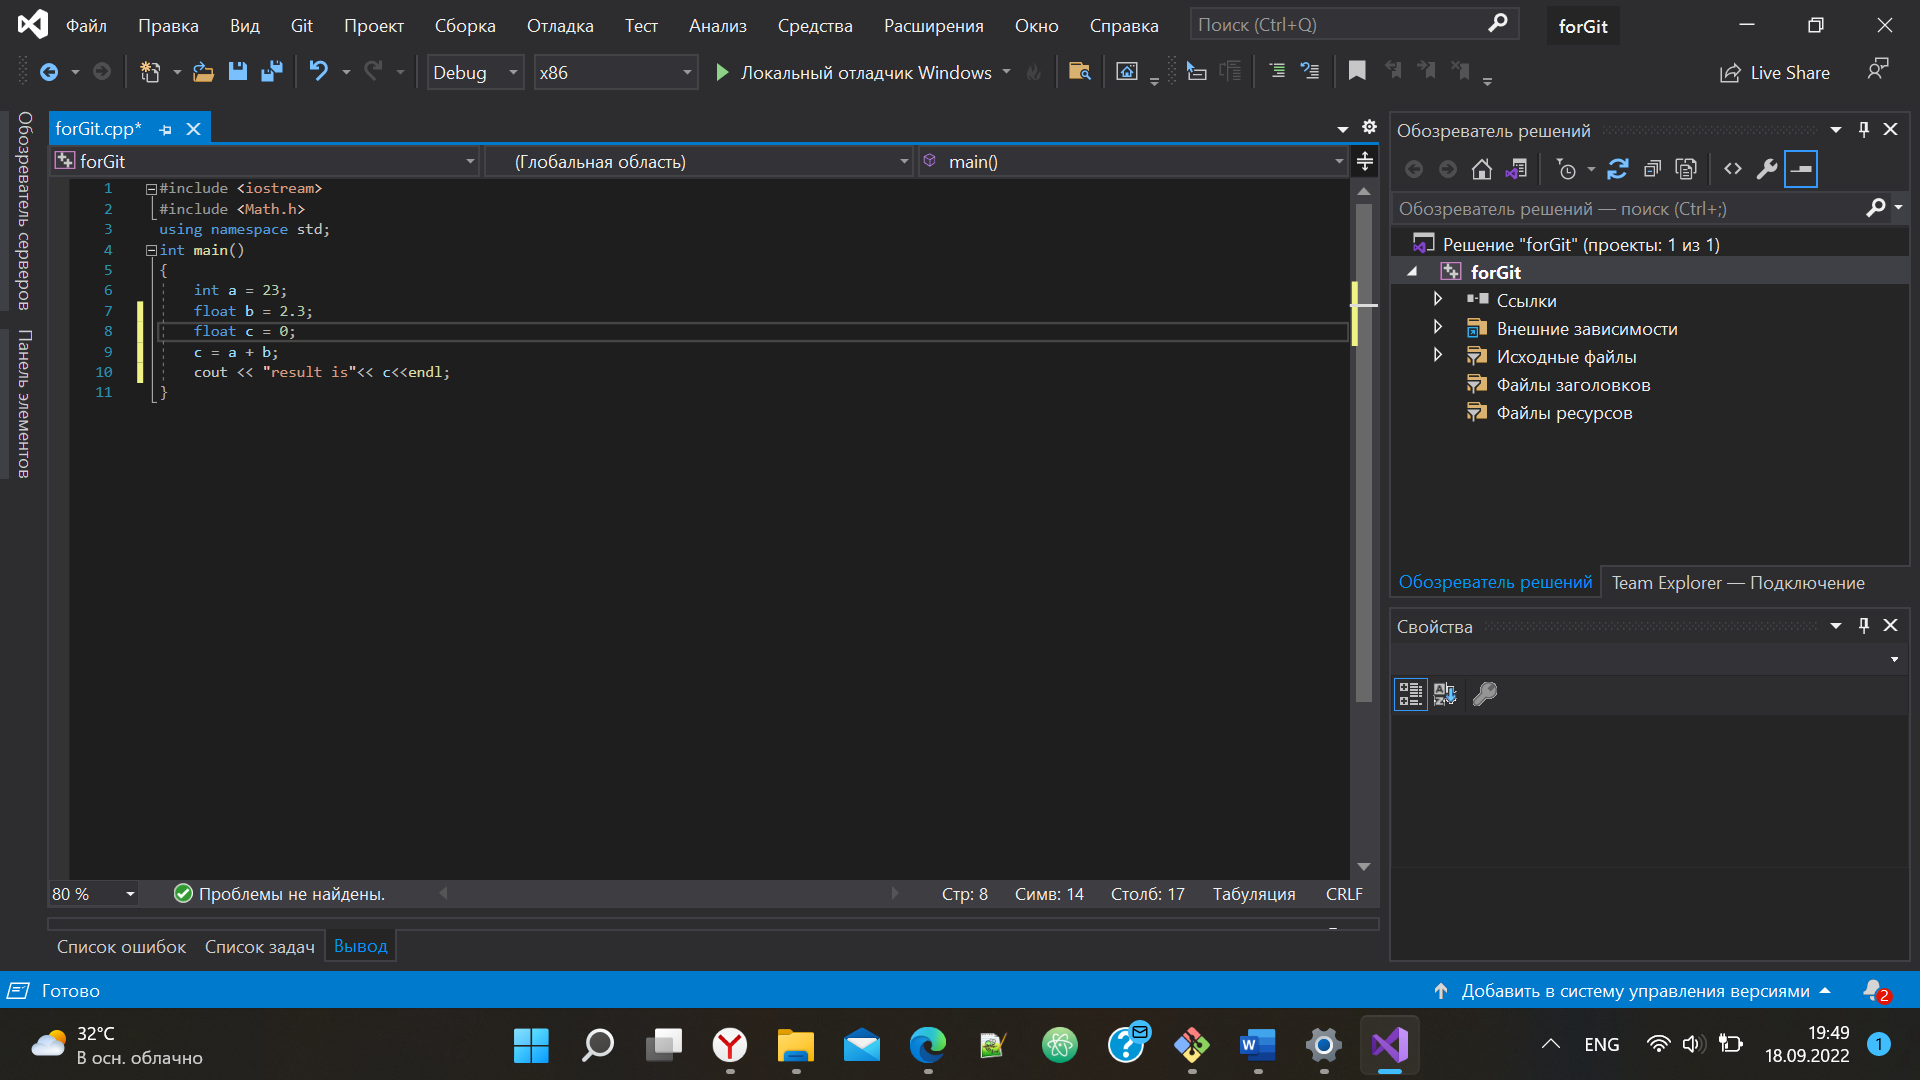 Файл Правка Вид Git Проект Сборка Отладка Тест Анализ Средства Расширения Окно Справка Поиск (Ctrl+Q) forGit
Debug x86 Локальный отладчик Windows Live Share
Обозреватель серверов
Панель элементов
forGit.cpp*
forGit (Глобальная область) main()
1 #include <iostream>
2 #include <Math.h>
3 using namespace std;
4 int main()
5 {
6 int a = 23;
7 float b = 2.3;
8 float c = 0;
9 c = a + b;
10 cout << "result is"<< c<<endl;
11 }
80 % Проблемы не найдены. Стр: 8 Симв: 14 Столб: 17 Табуляция CRLF
Список ошибок Список задач Вывод
Обозреватель решений
Обозреватель решений — поиск (Ctrl+;)
Решение "forGit" (проекты: 1 из 1)
forGit
Ссылки
Внешние зависимости
Исходные файлы
Файлы заголовков
Файлы ресурсов
Обозреватель решений Team Explorer — Подключение
Свойства
Готово Добавить в систему управления версиями 2
32°C
В осн. облачно
ENG
19:49
18.09.2022
1